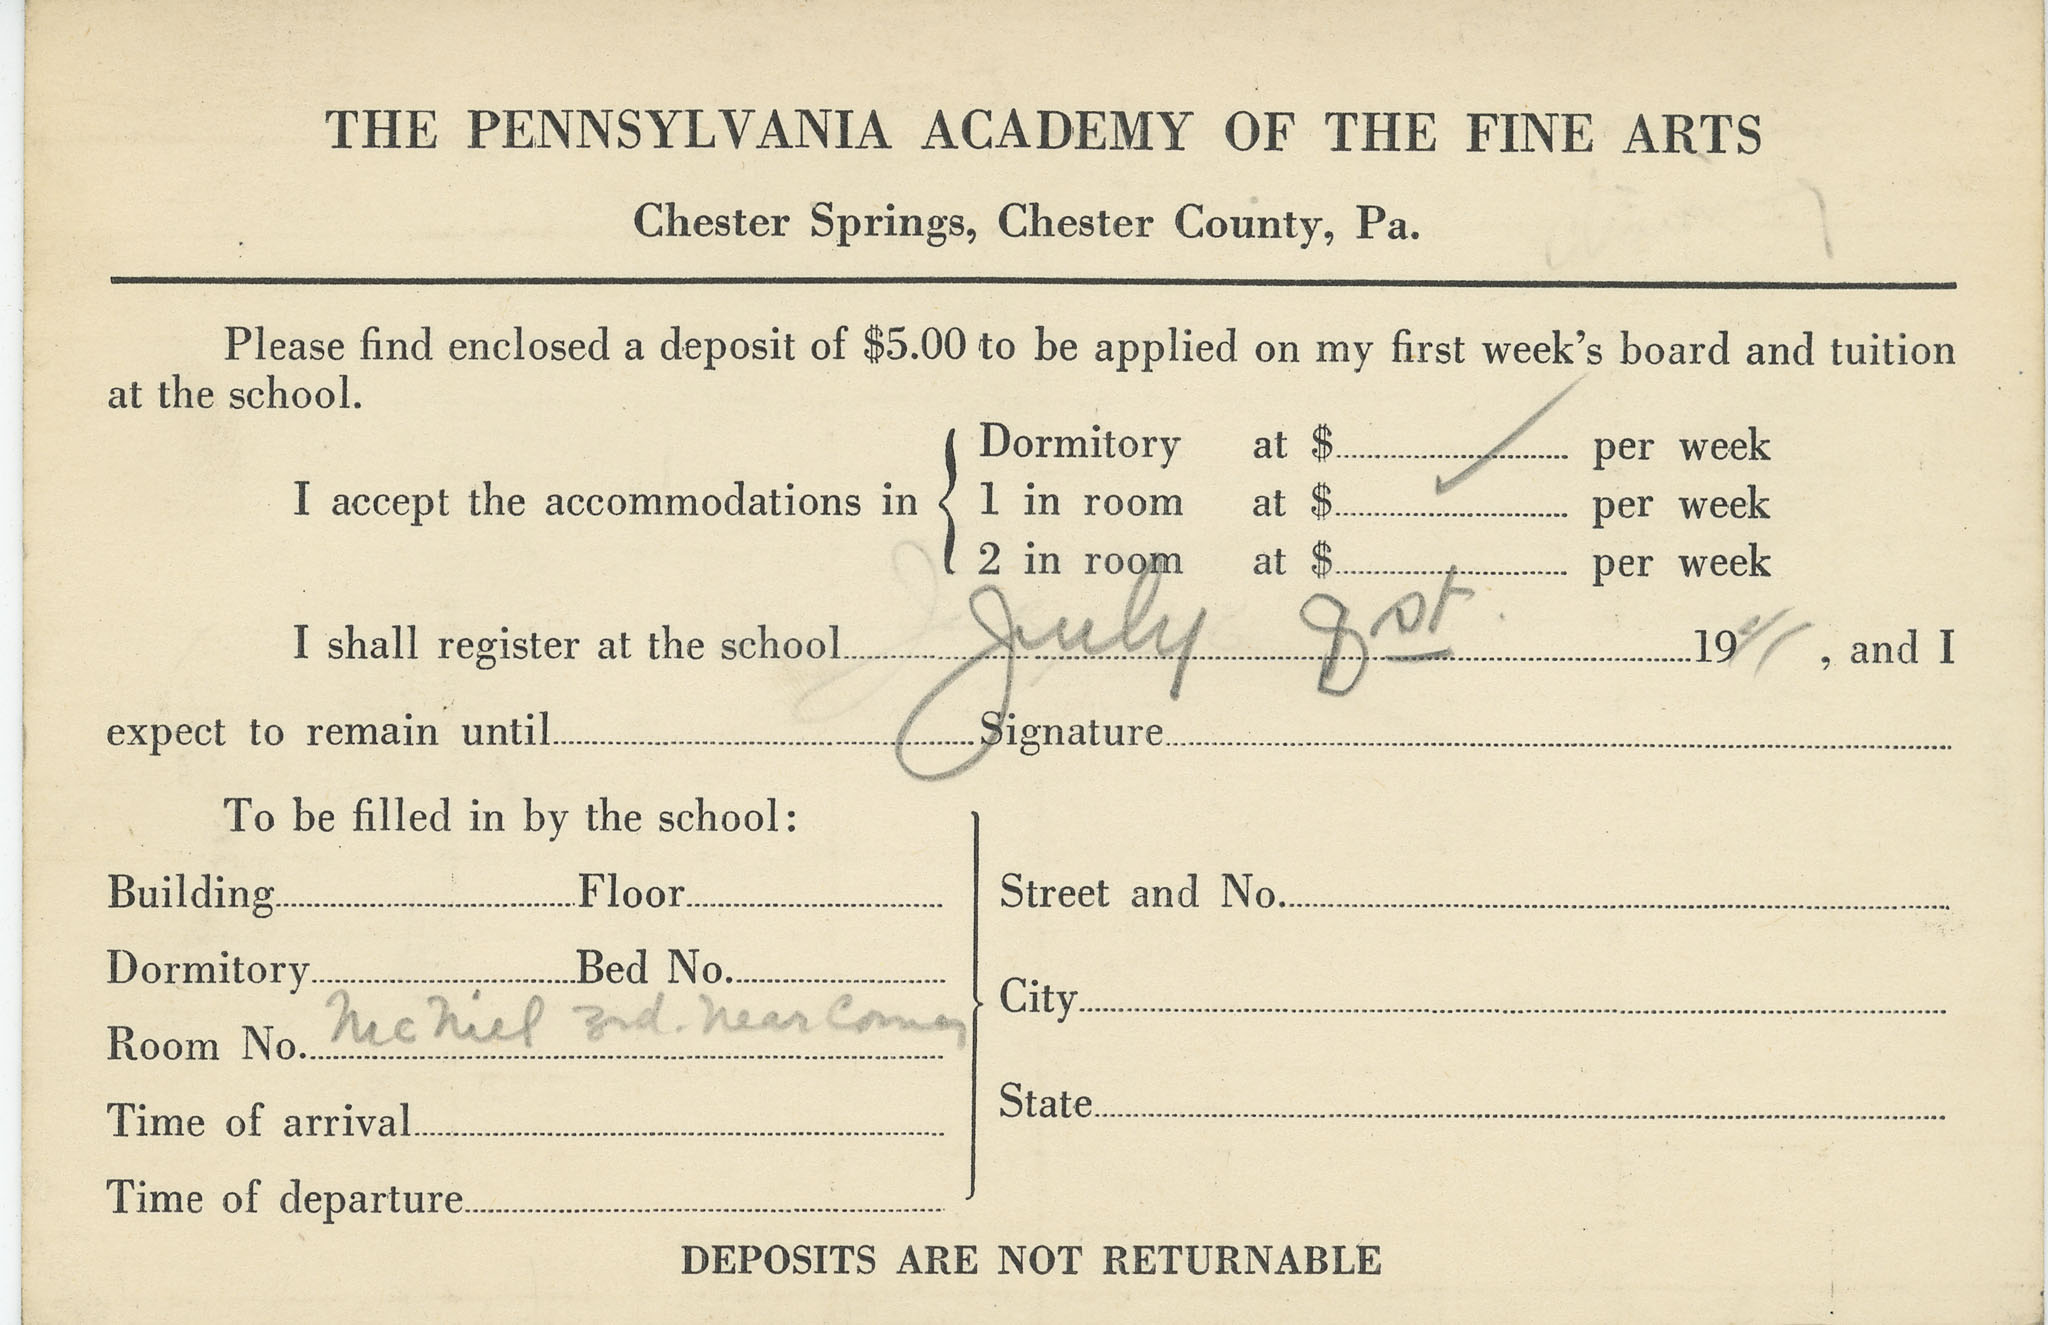 THE PENNSYLVANIA ACADEMY OF THE FINE ARTS
Chester Springs, Chester County, Pa.
Please find enclosed a deposit of $5.00 to be applied on my first week's board and tuition
at the school.
Dormitory at $ per week
I accept the accommodations in 1 in room at $ per week
2 in room at $ per week
I shall register at the school July 8st 1941, and I
expect to remain until Signature
To be filled in by the school:
Building Floor
Street and No.
Dormitory Bed No.
City
Room No. McNiel 3rd. Near Corner
State
Time of arrival
Time of departure
DEPOSITS ARE NOT RETURNABLE